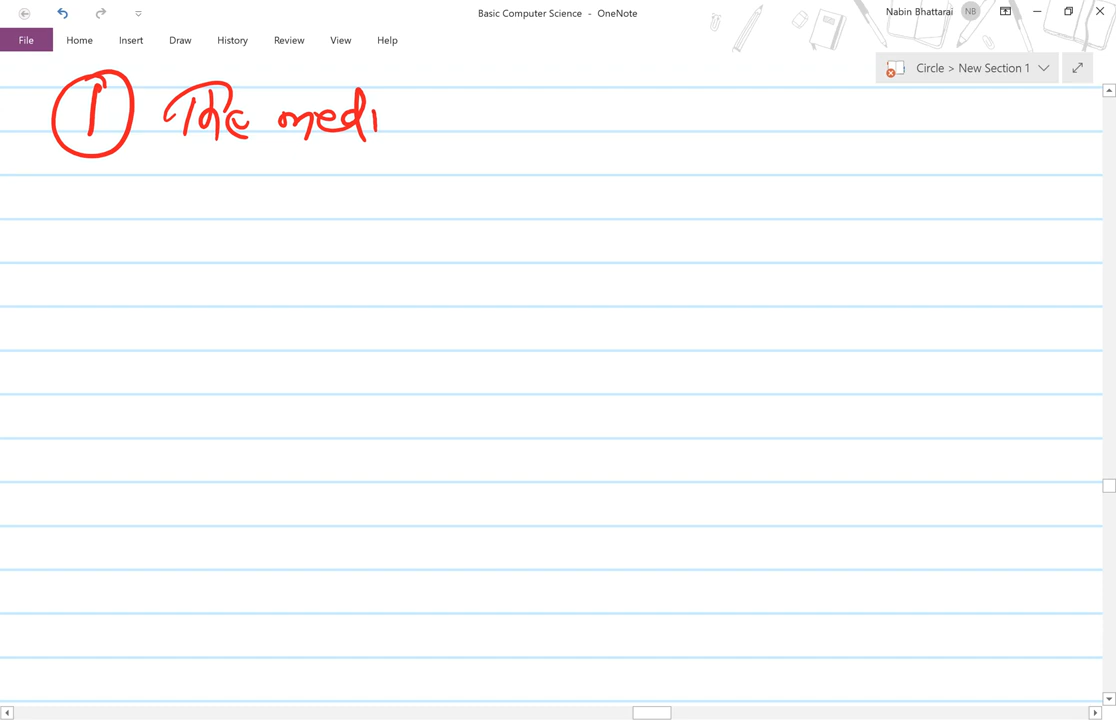 Basic Computer Science - OneNote
Nabin Bhattarai NB
File Home Insert Draw History Review View Help
Circle > New Section 1
1 The medi